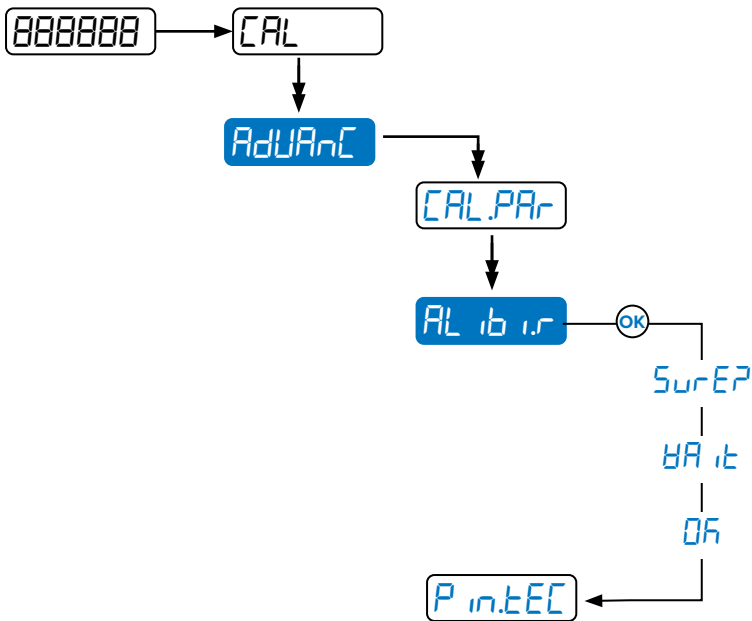 888888
CAL
AdVAnC
CAL.PAr
ALibi.r
OK
SurE?
WAit
OK
Pin.tEC